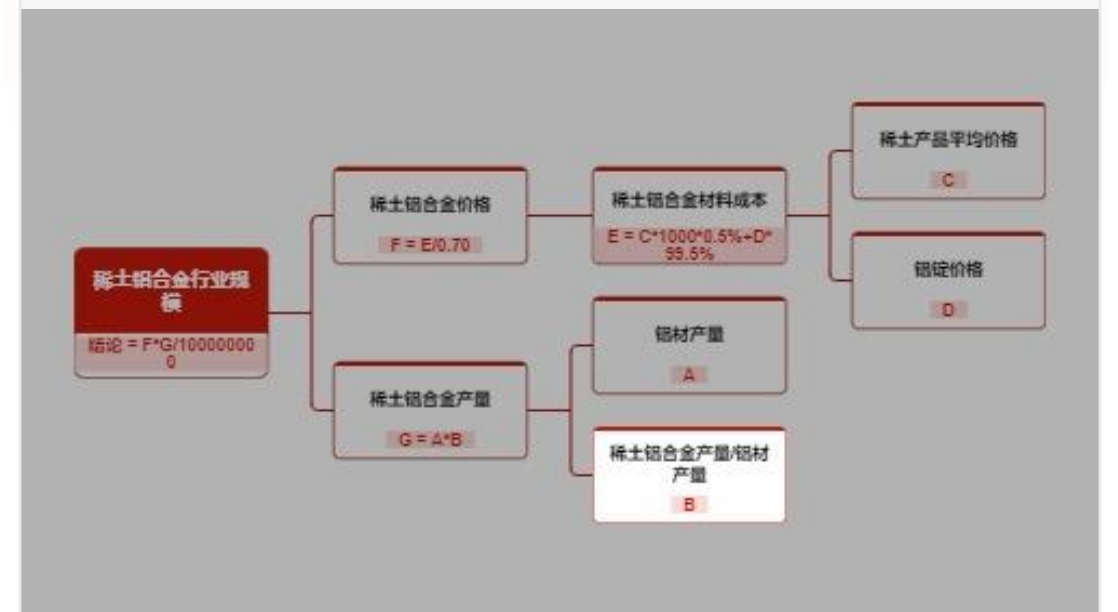 稀土产品平均价格
C
稀土铝合金价格
F = E/0.70
稀土铝合金材料成本
E = C*1000*0.5%+D*
99.5%
稀土铝合金行业规
模
结论 = F*G/10000000
0
铝锭价格
D
铝材产量
A
稀土铝合金产量
G = A*B
稀土铝合金产量/铝材
产量
B